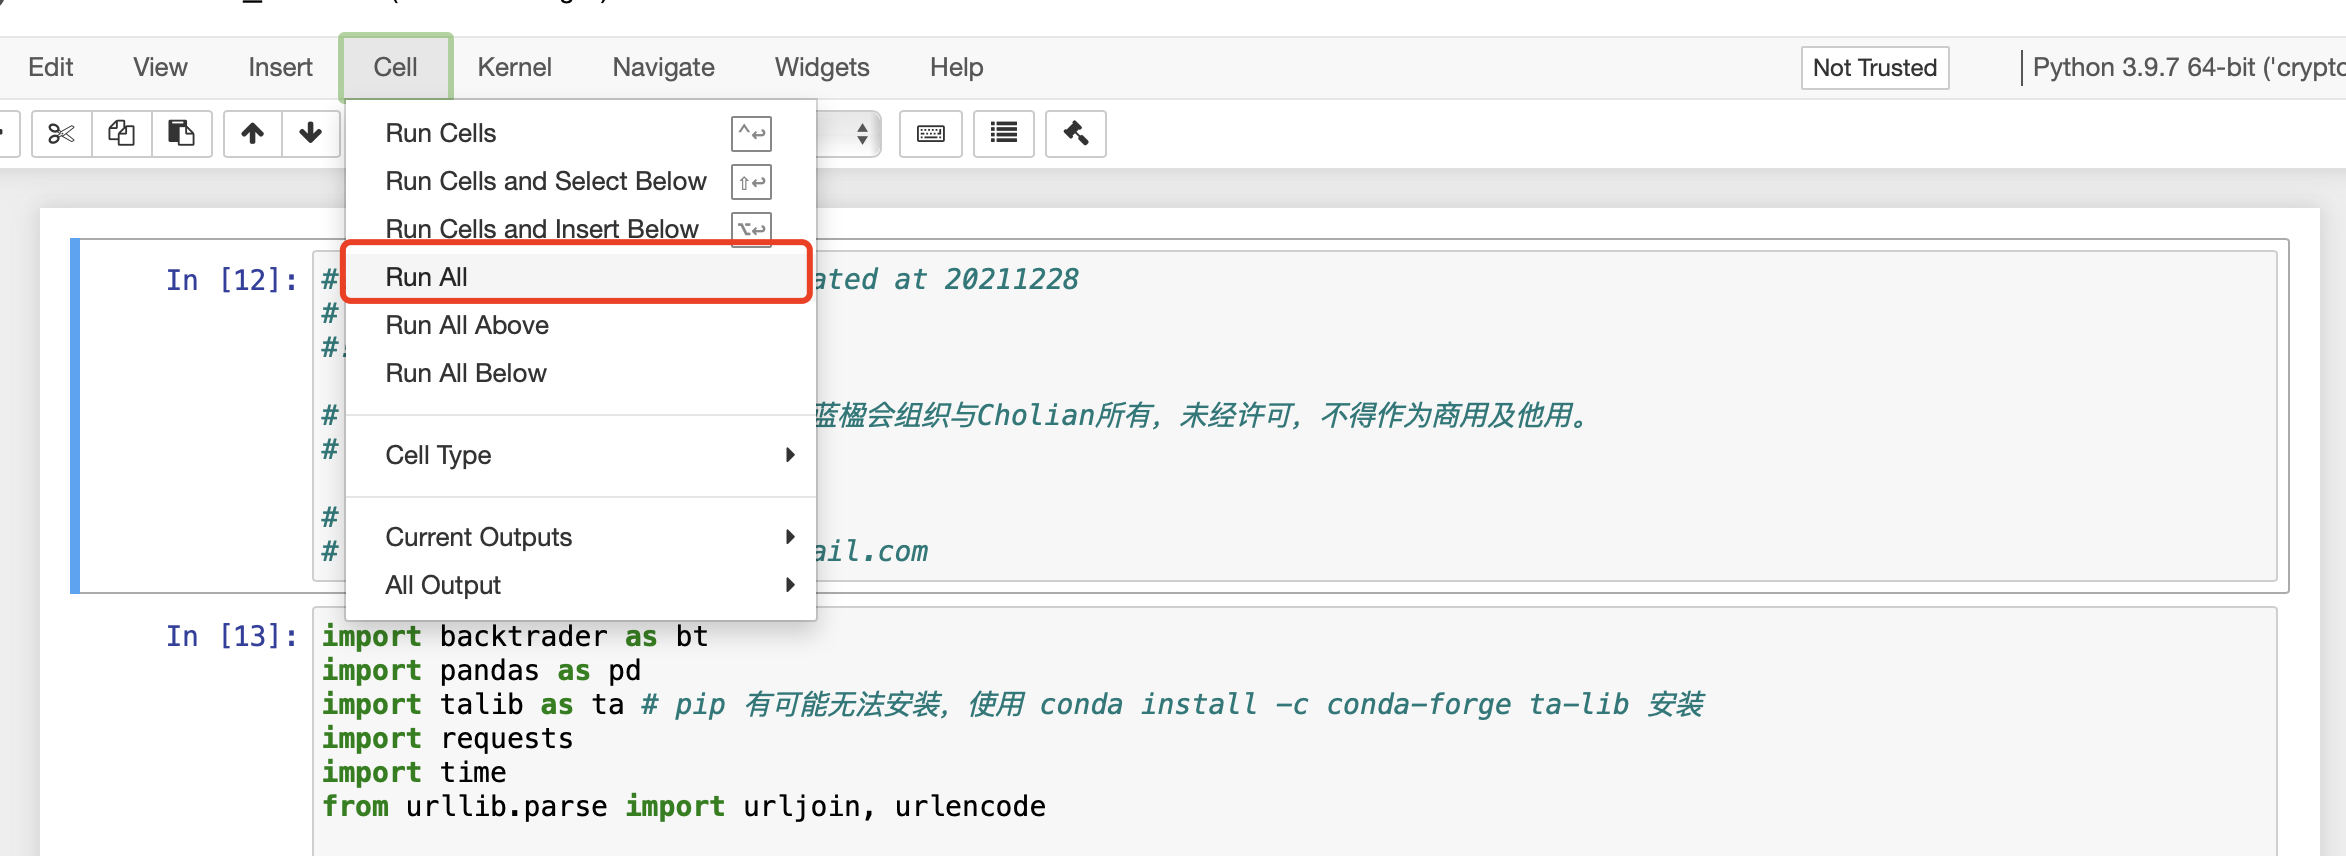 Edit View Insert Cell Kernel Navigate Widgets Help Not Trusted Python 3.9.7 64-bit ('crypto
Run Cells ^↩
Run Cells and Select Below ⇧↩
Run Cells and Insert Below ⌥↩
Run All
Run All Above
Run All Below
Cell Type
Current Outputs
All Output
In [12]: # ated at 20211228
#
#
# 蓝楹会组织与Cholian所有，未经许可，不得作为商用及他用。
#
#
# ail.com
In [13]: import backtrader as bt
import pandas as pd
import talib as ta # pip 有可能无法安装，使用 conda install -c conda-forge ta-lib 安装
import requests
import time
from urllib.parse import urljoin, urlencode